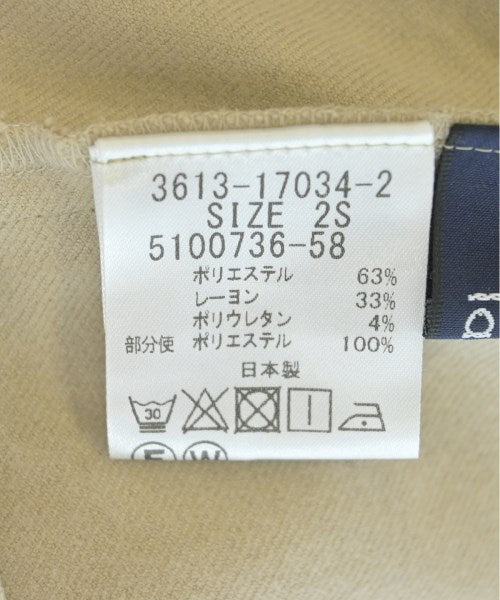 3613-17034-2
SIZE 2S
5100736-58
ポリエステル 63%
レーヨン 33%
ポリウレタン 4%
部分使 ポリエステル 100%
日本製
30
F W